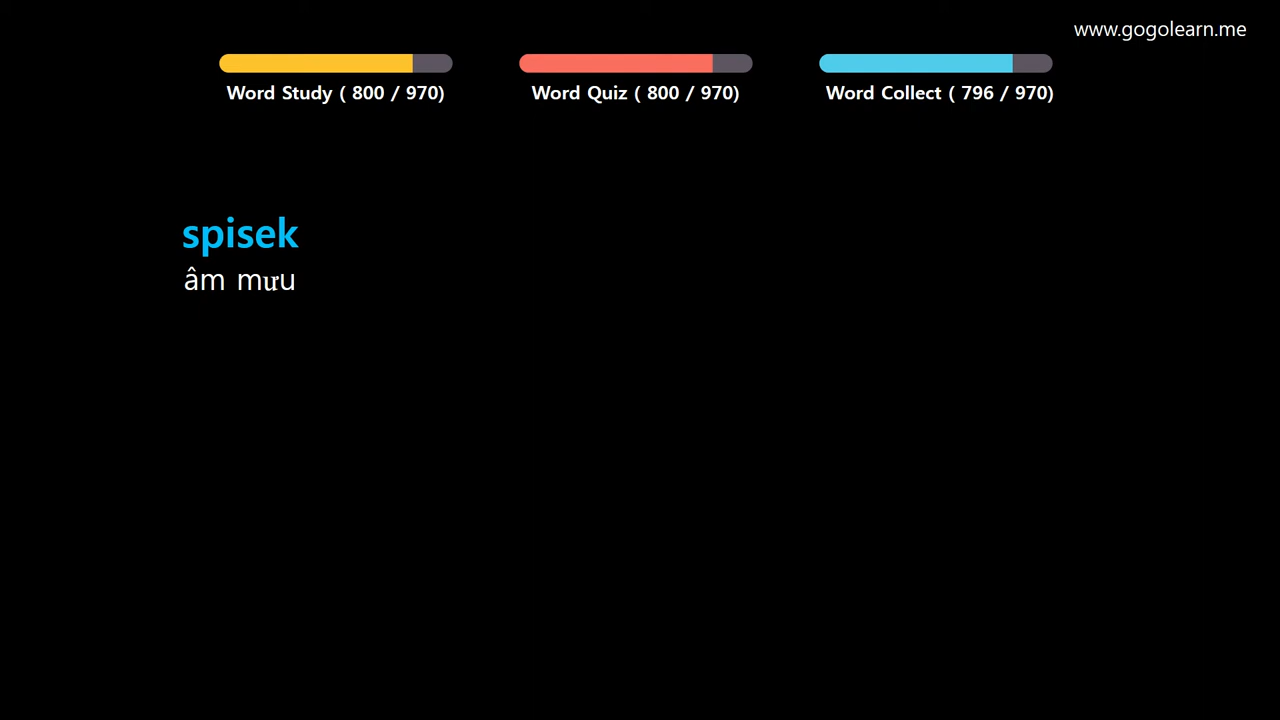 www.gogolearn.me
Word Study ( 800 / 970)
Word Quiz ( 800 / 970)
Word Collect ( 796 / 970)
spisek
âm mưu